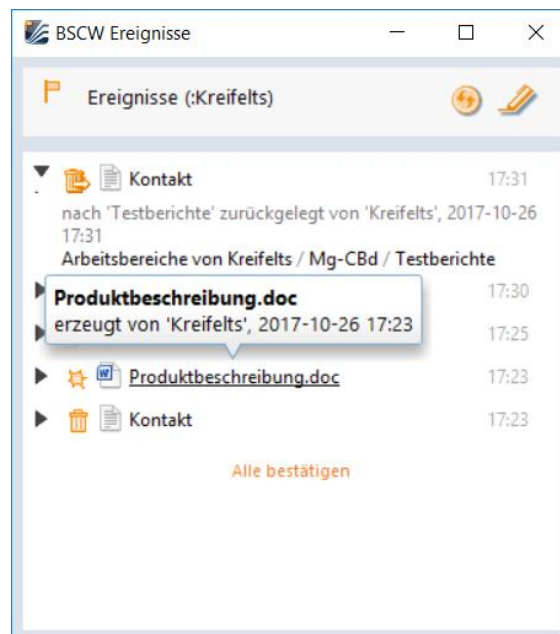 BSCW Ereignisse
Ereignisse (:Kreifelts)
Kontakt 17:31
nach 'Testberichte' zurückgelegt von 'Kreifelts', 2017-10-26
17:31
Arbeitsbereiche von Kreifelts / Mg-CBd / Testberichte
17:30
Produktbeschreibung.doc
erzeugt von 'Kreifelts', 2017-10-26 17:23
17:25
Produktbeschreibung.doc 17:23
Kontakt 17:23
Alle bestätigen